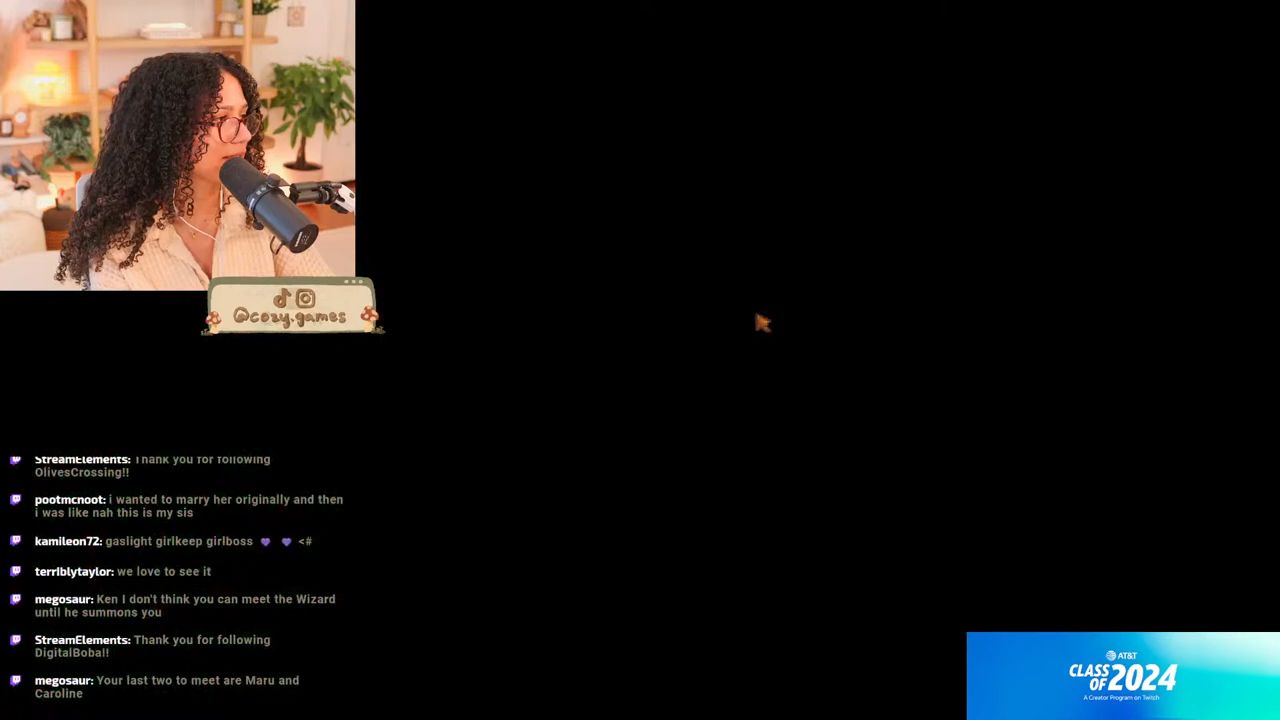 @cozy.games
StreamElements: Thank you for following
OlivesCrossing!!
pootmcnoot: i wanted to marry her originally and then
i was like nah this is my sis
kamileon72: gaslight girlkeep girlboss 💜 💜 <#
terriblytaylor: we love to see it
megosaur: Ken I don't think you can meet the Wizard
until he summons you
StreamElements: Thank you for following
DigitalBoba!!
megosaur: Your last two to meet are Maru and
Caroline
AT&T
CLASS
OF 2024
A Creator Program on Twitch